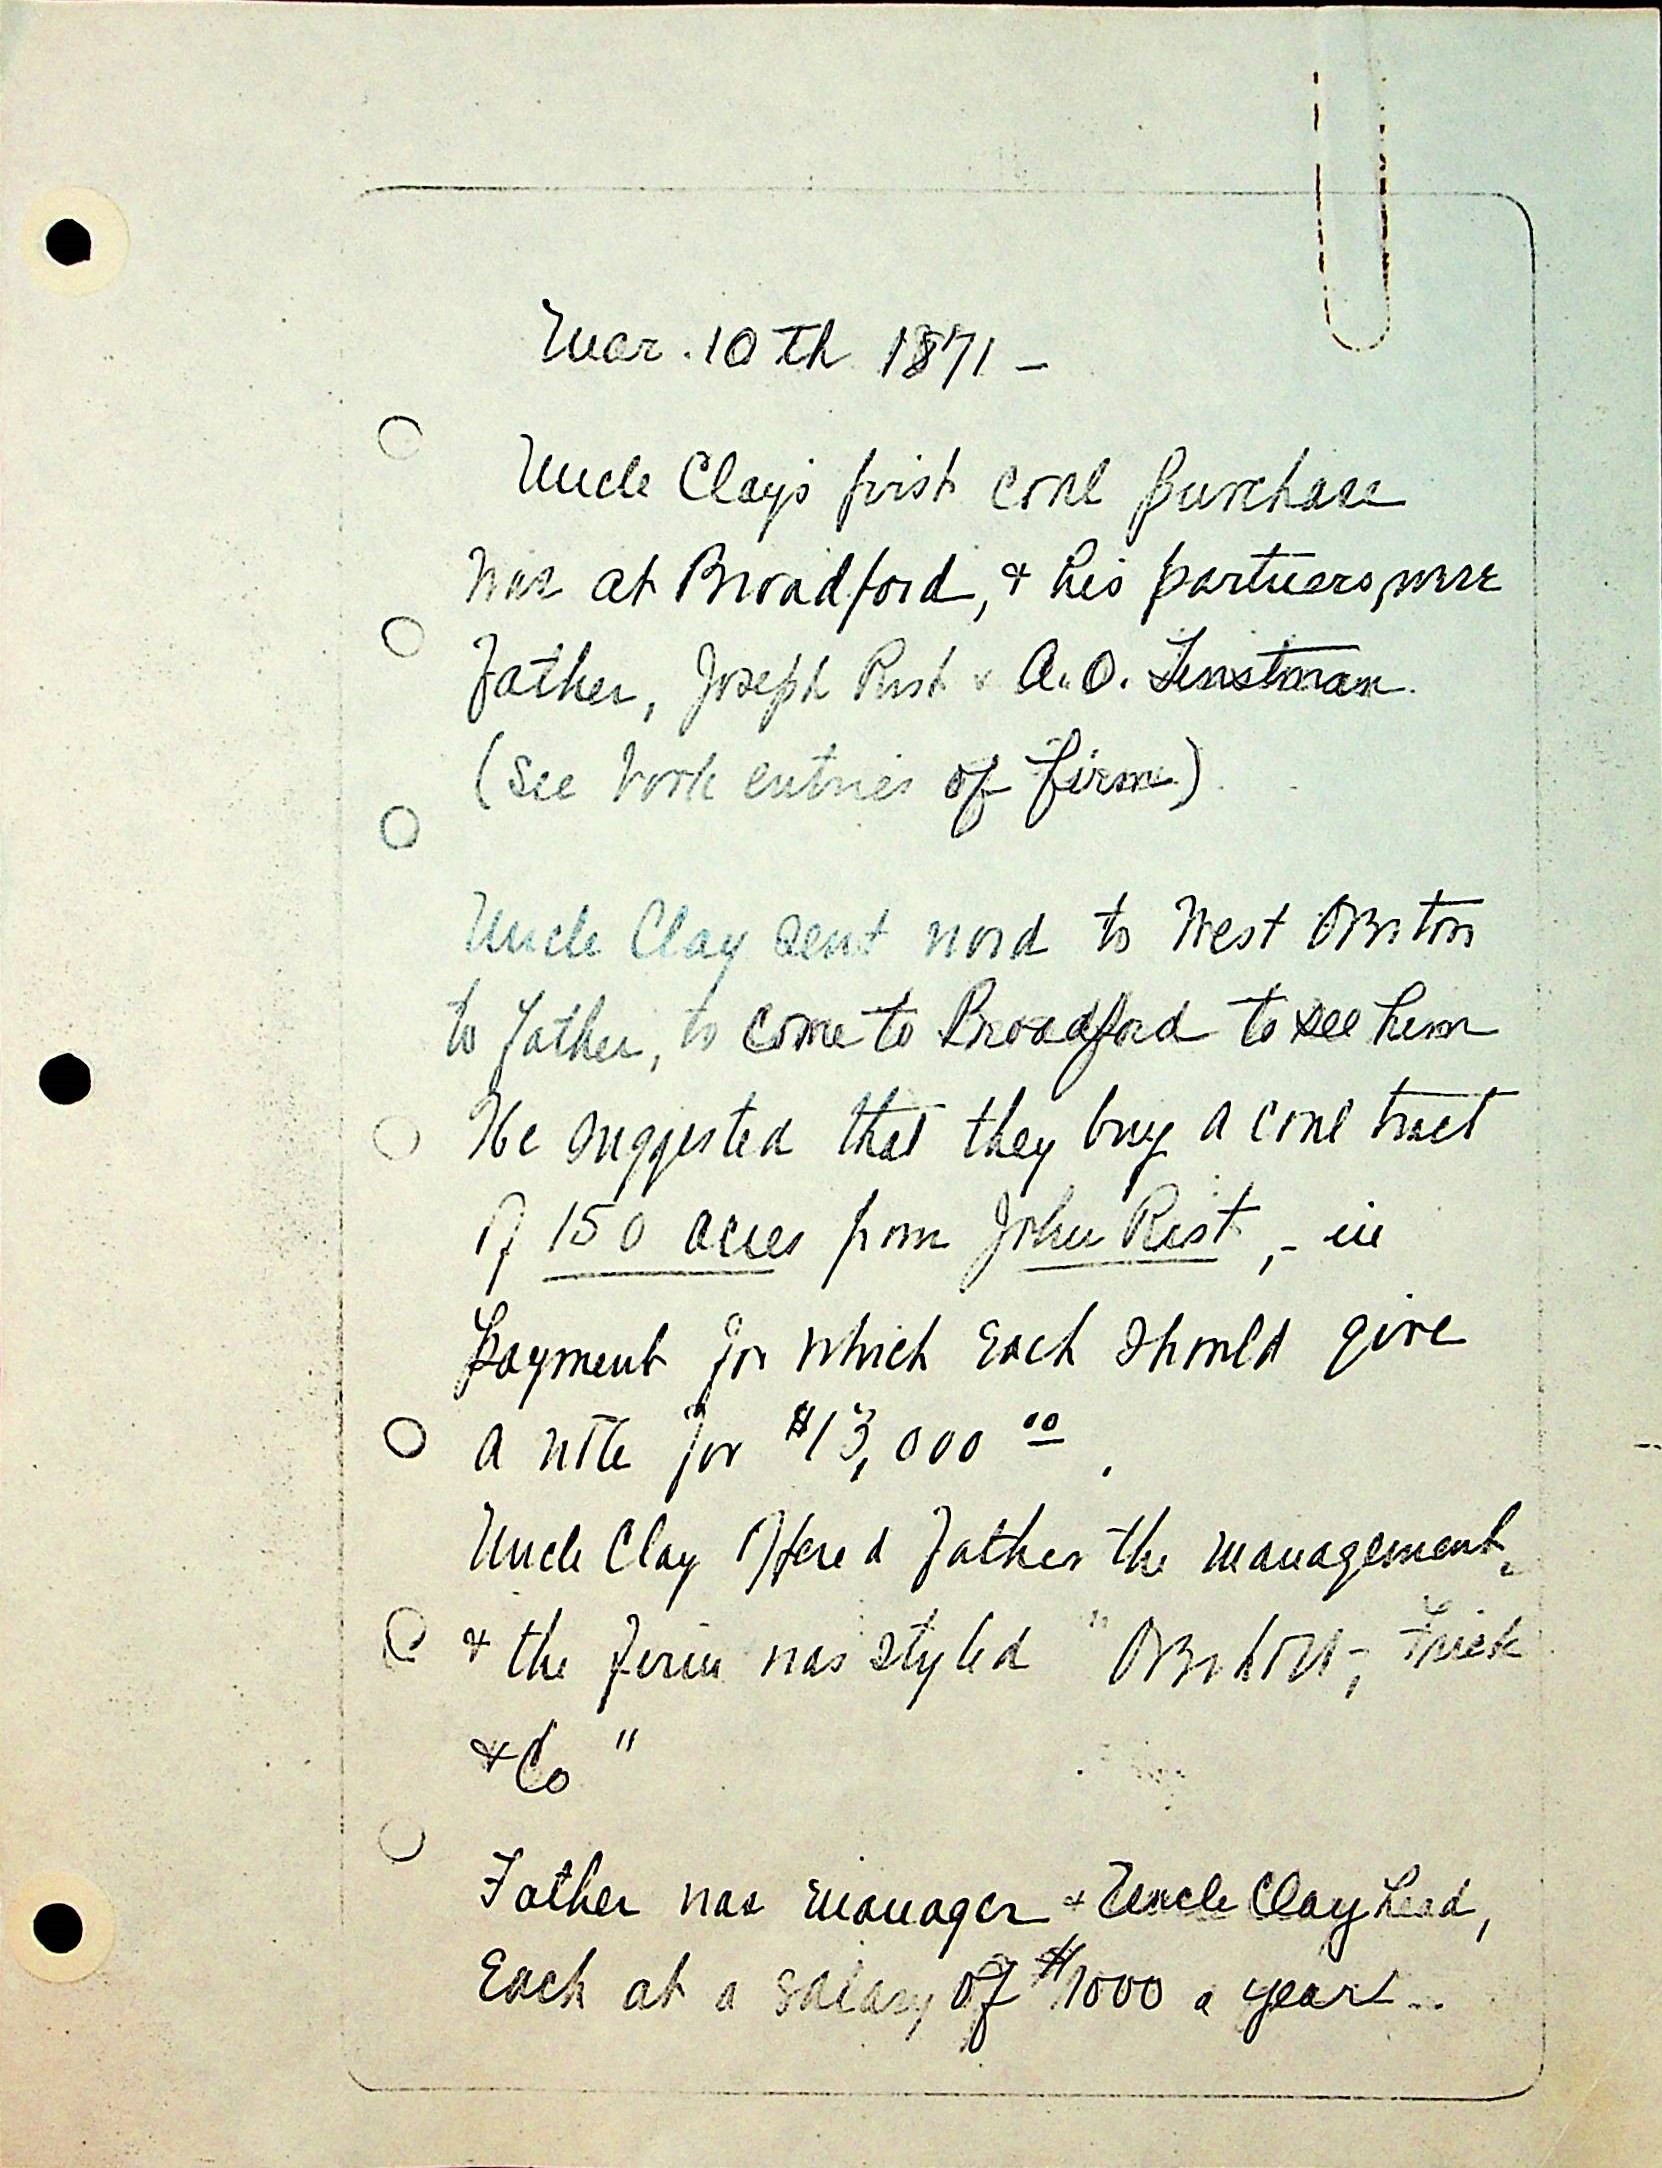 Mar. 10th 1871 –
Uncle Clay's first coal purchase
was at Broadford, & his partners, were
Father, Joseph Rist & A.O. Tinstman.
(See work entries of firm.)
Uncle Clay sent word to West Overton
to Father, to come to Broadford to see him
He suggested that they buy a coal tract
of 150 acres from John Rist, – in
payment for which each should give
a note for $13,000 00.
Uncle Clay offered Father the management,
& the firm was styled " Overholt, Frick
& Co "
Father was manager & Uncle Clay head,
Each at a salary of $1000 a year –